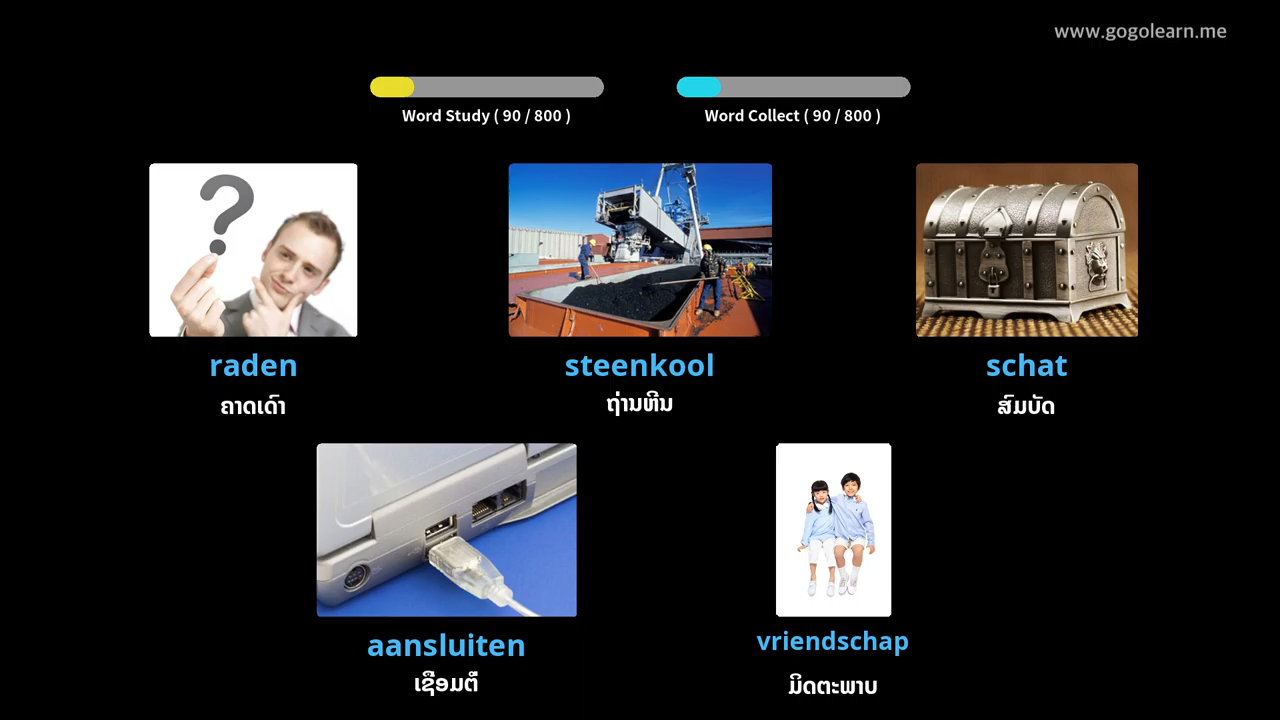 www.gogolearn.me
Word Study ( 90 / 800 )
Word Collect ( 90 / 800 )
raden
ຄາດເດົາ
steenkool
ຖ່ານຫີນ
schat
ສົມບັດ
aansluiten
ເຊື່ອມຕໍ່
vriendschap
ມິດຕະພາບ